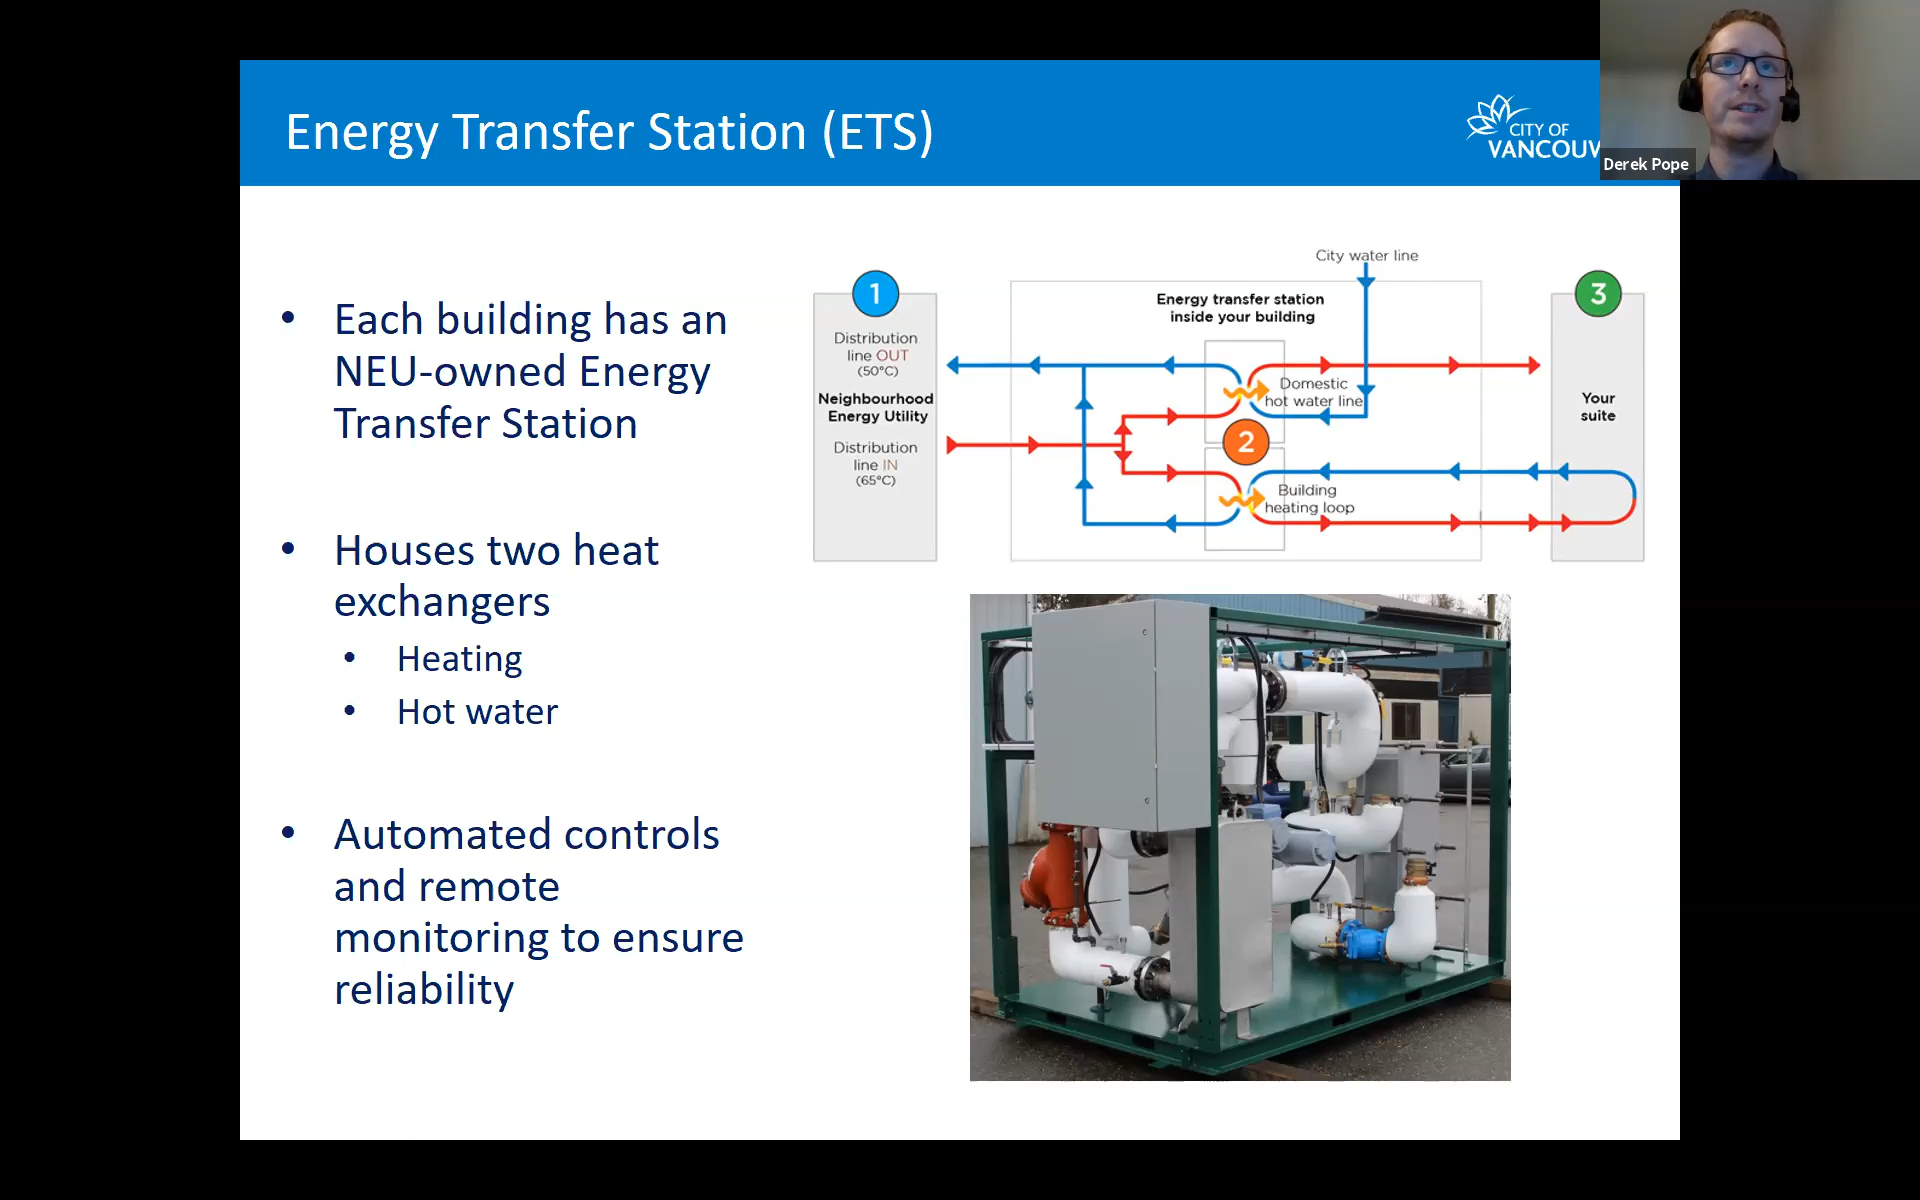 Energy Transfer Station (ETS)
CITY OF
VANCOUV
Derek Pope
• Each building has an
NEU-owned Energy
Transfer Station
• Houses two heat
exchangers
• Heating
• Hot water
• Automated controls
and remote
monitoring to ensure
reliability
City water line
1
Distribution
line OUT
(50°C)
Neighbourhood
Energy Utility
Distribution
line IN
(65°C)
Energy transfer station
inside your building
Domestic
hot water line
2
Building
heating loop
3
Your
suite